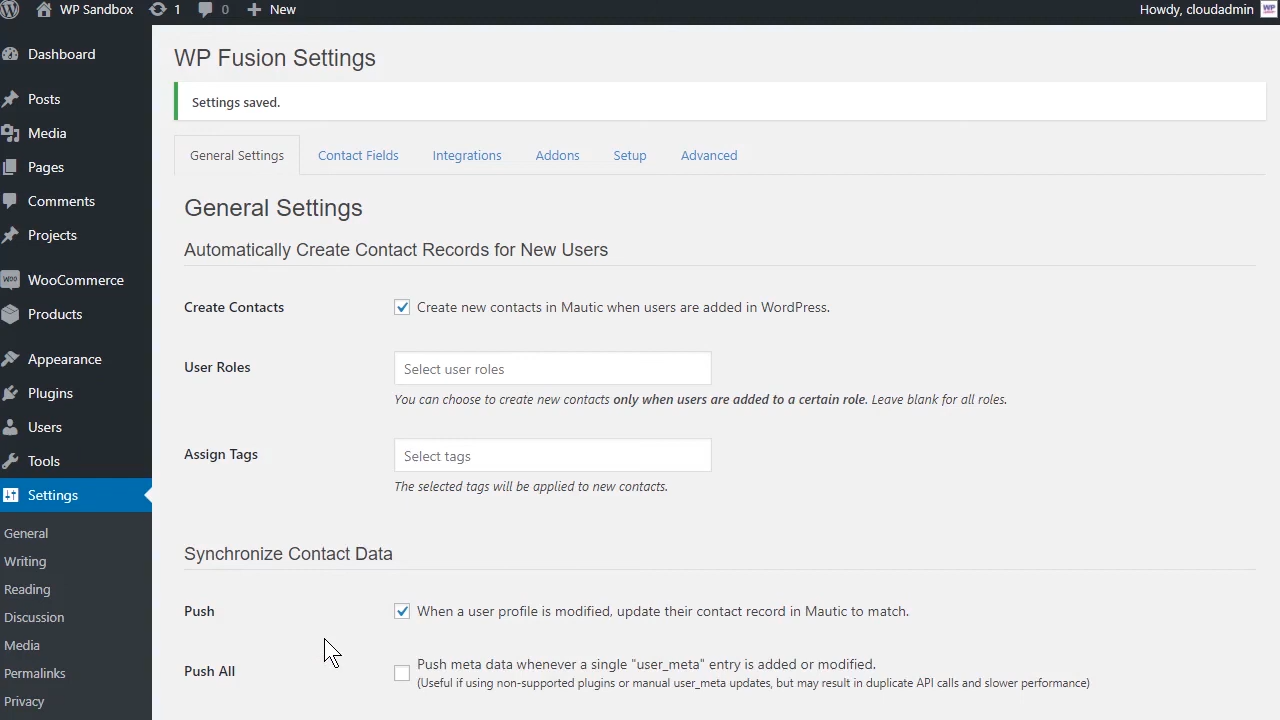 WP Sandbox 1 0 New Howdy, cloudadmin
Dashboard
Posts
Media
Pages
Comments
Projects
WooCommerce
Products
Appearance
Plugins
Users
Tools
Settings
General
Writing
Reading
Discussion
Media
Permalinks
Privacy
WP Fusion Settings
Settings saved.
General Settings Contact Fields Integrations Addons Setup Advanced
General Settings
Automatically Create Contact Records for New Users
Create Contacts Create new contacts in Mautic when users are added in WordPress.
User Roles Select user roles
You can choose to create new contacts only when users are added to a certain role. Leave blank for all roles.
Assign Tags Select tags
The selected tags will be applied to new contacts.
Synchronize Contact Data
Push When a user profile is modified, update their contact record in Mautic to match.
Push All Push meta data whenever a single "user_meta" entry is added or modified.
(Useful if using non-supported plugins or manual user_meta updates, but may result in duplicate API calls and slower performance)